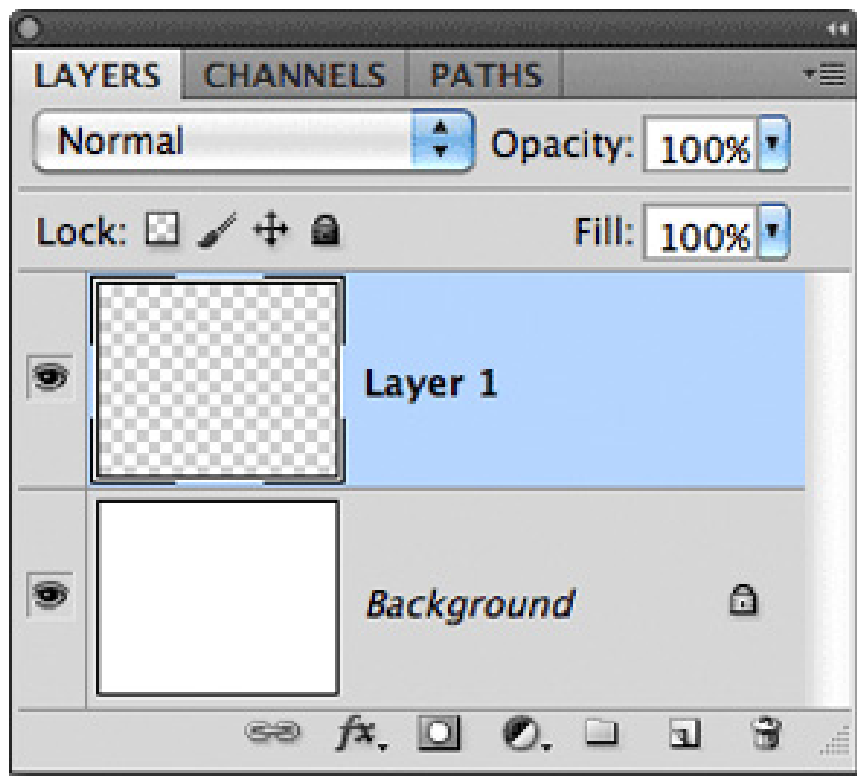 LAYERS CHANNELS PATHS
Normal Opacity: 100%
Lock: Fill: 100%
Layer 1
Background
fx.